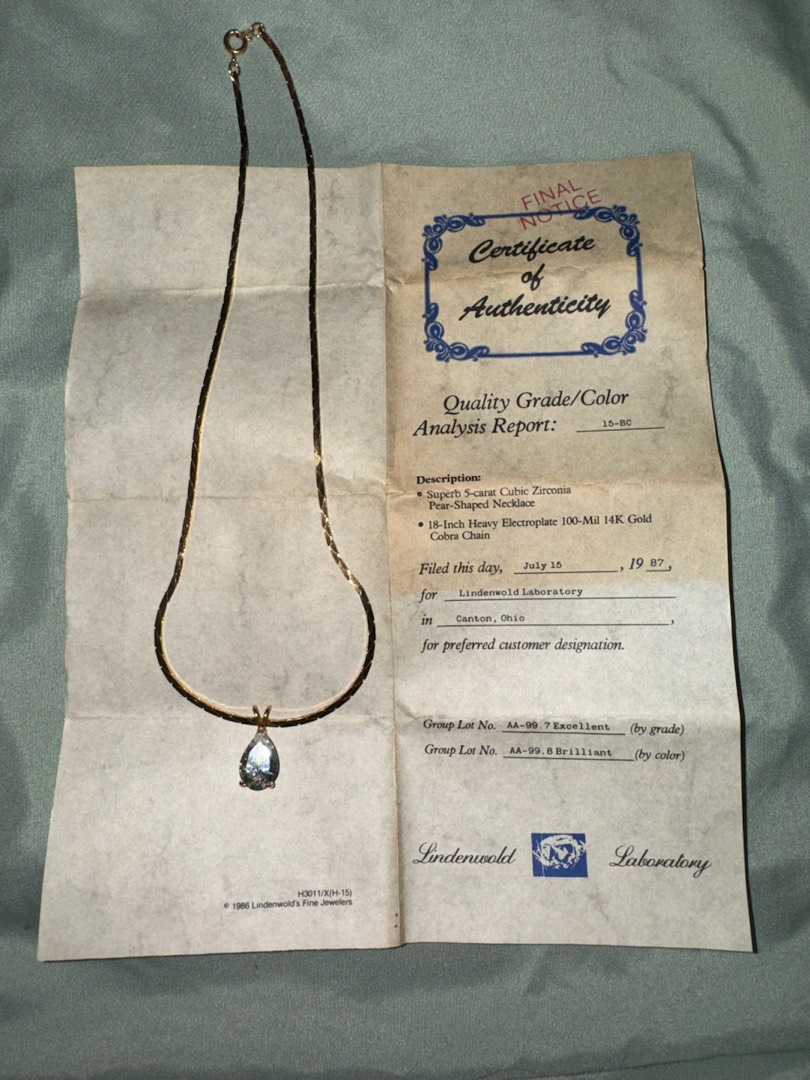 FINAL
NOTICE
Certificate
of
Authenticity
Quality Grade/Color
Analysis Report: 15-BC
Description:
• Superb 5-carat Cubic Zirconia
Pear-Shaped Necklace
• 18-Inch Heavy Electroplate 100-Mil 14K Gold
Cobra Chain
Filed this day, July 15, 19 87,
for Lindenwold Laboratory
in Canton, Ohio,
for preferred customer designation.
Group Lot No. AA-99.7 Excellent (by grade)
Group Lot No. AA-99.8 Brilliant (by color)
Lindenwold Laboratory
H3011/X(H-15)
© 1986 Lindenwold's Fine Jewelers